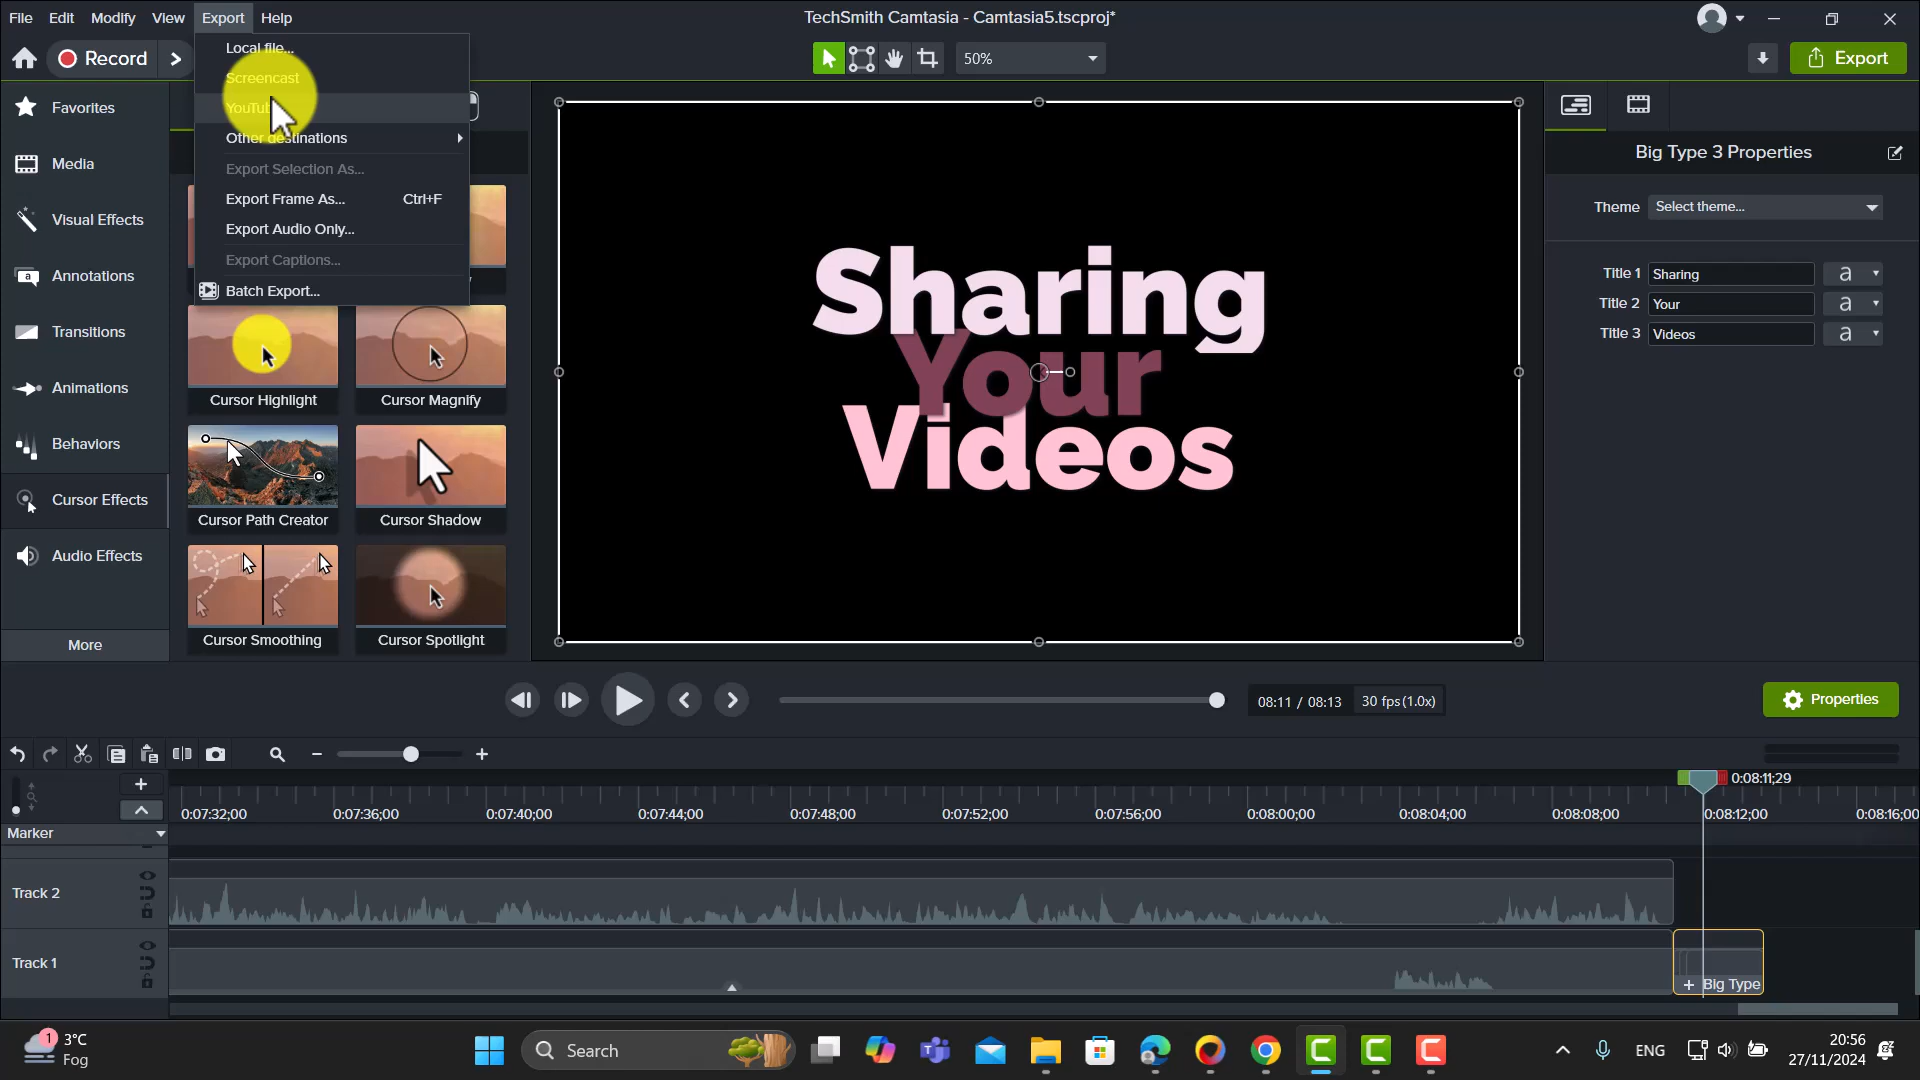 File Edit Modify View Export Help
TechSmith Camtasia - Camtasia5.tscproj*
Record
50%
Export
Local file...
Screencast
Other destinations
Export Selection As...
Export Frame As... Ctrl+F
Export Audio Only...
Export Captions...
Batch Export...
Favorites
Media
Visual Effects
Annotations
Transitions
Animations
Behaviors
Cursor Effects
Audio Effects
More
Cursor Highlight
Cursor Magnify
Cursor Path Creator
Cursor Shadow
Cursor Smoothing
Cursor Spotlight
Sharing
Your
Videos
Big Type 3 Properties
Theme Select theme...
Title 1 Sharing a
Title 2 Your a
Title 3 Videos a
08:11 / 08:13 30 fps (1.0x)
Properties
0:08:11;29
0:07:32;00 0:07:36;00 0:07:40;00 0:07:44;00 0:07:48;00 0:07:52;00 0:07:56;00 0:08:00;00 0:08:04;00 0:08:08;00 0:08:12;00 0:08:16;00
Marker
Track 2
Track 1
+ Big Type
1
3°C
Fog
Search
ENG
20:56
27/11/2024